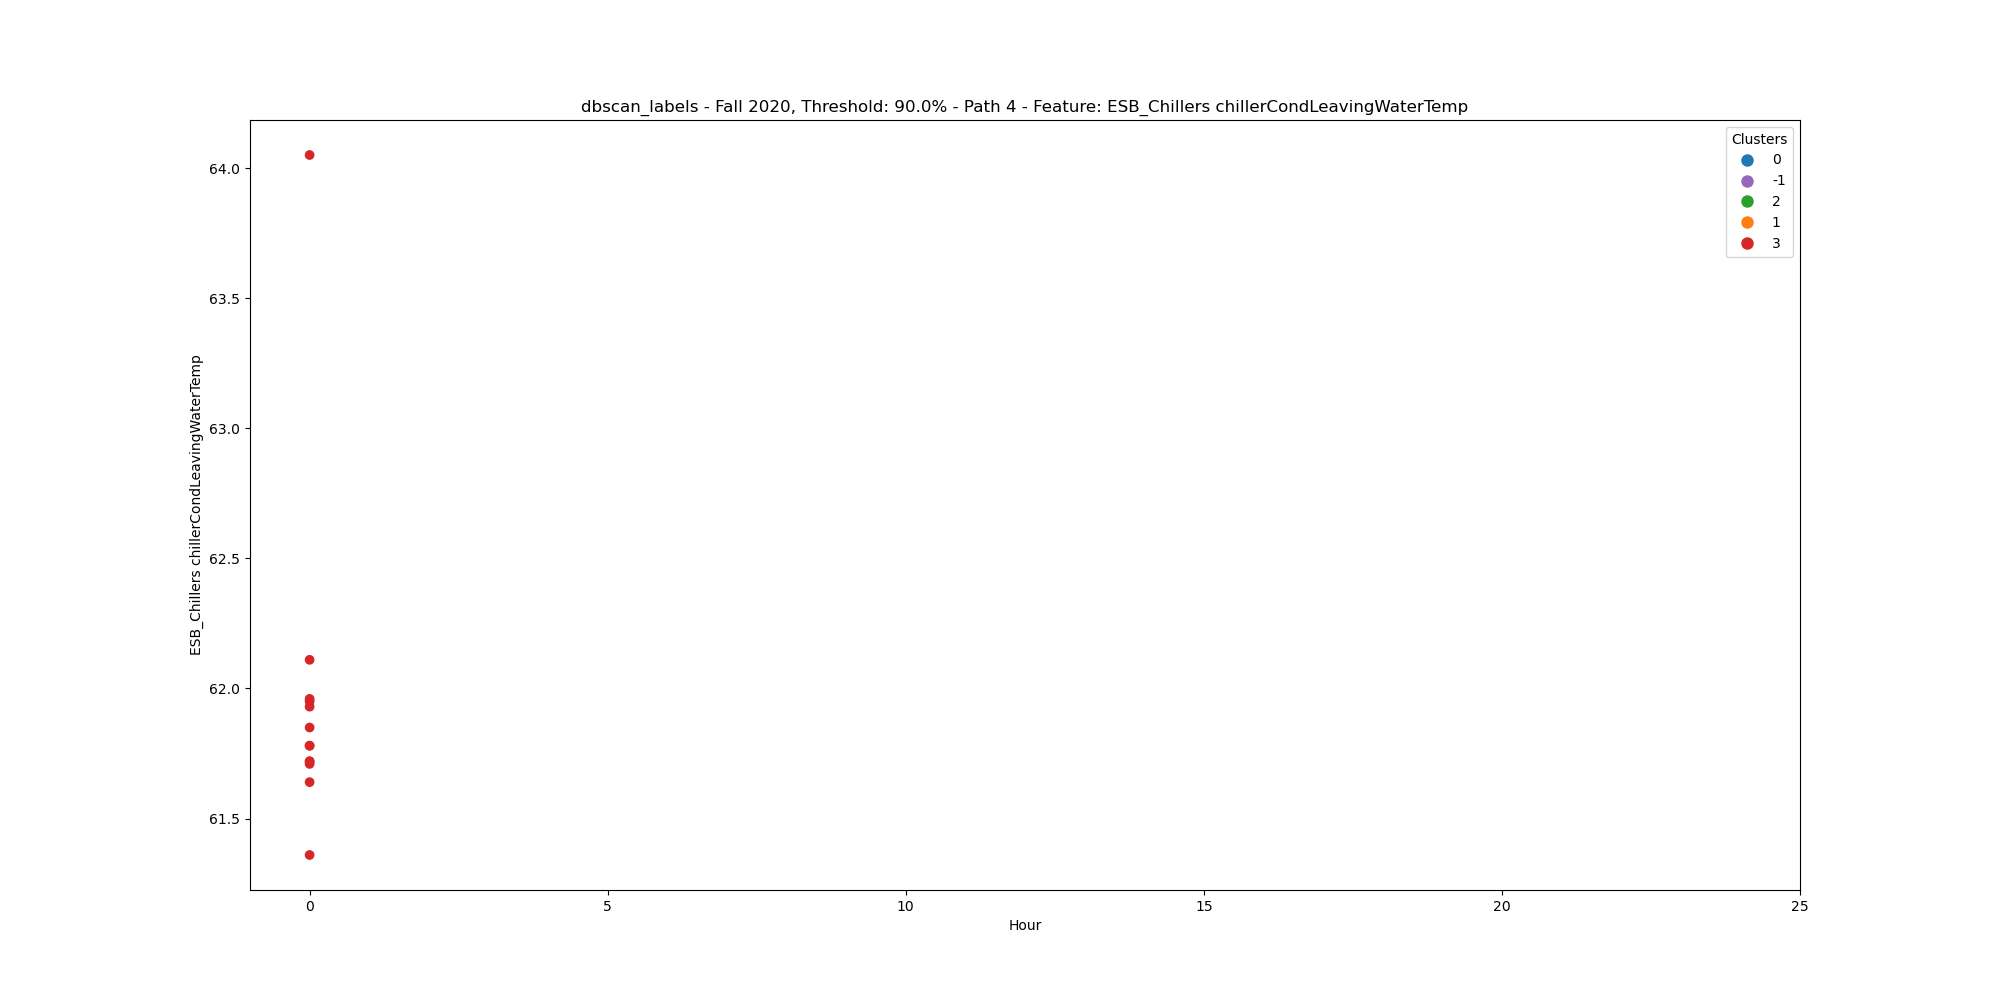 dbscan_labels - Fall 2020, Threshold: 90.0% - Path 4 - Feature: ESB_Chillers chillerCondLeavingWaterTemp
Clusters
0
-1
2
1
3
64.0
63.5
63.0
62.5
62.0
61.5
ESB_Chillers chillerCondLeavingWaterTemp
0 5 10 15 20 25
Hour